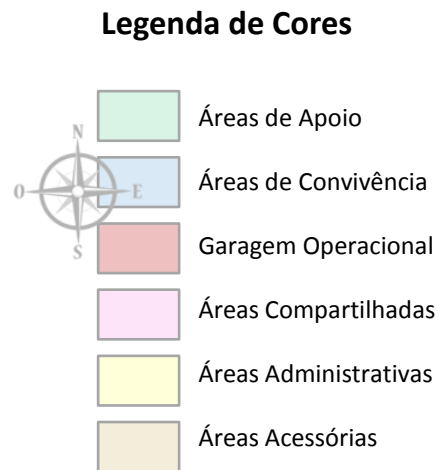 Legenda de Cores
Áreas de Apoio
N
Áreas de Convivência
O
E
Garagem Operacional
S
Áreas Compartilhadas
Áreas Administrativas
Áreas Acessórias